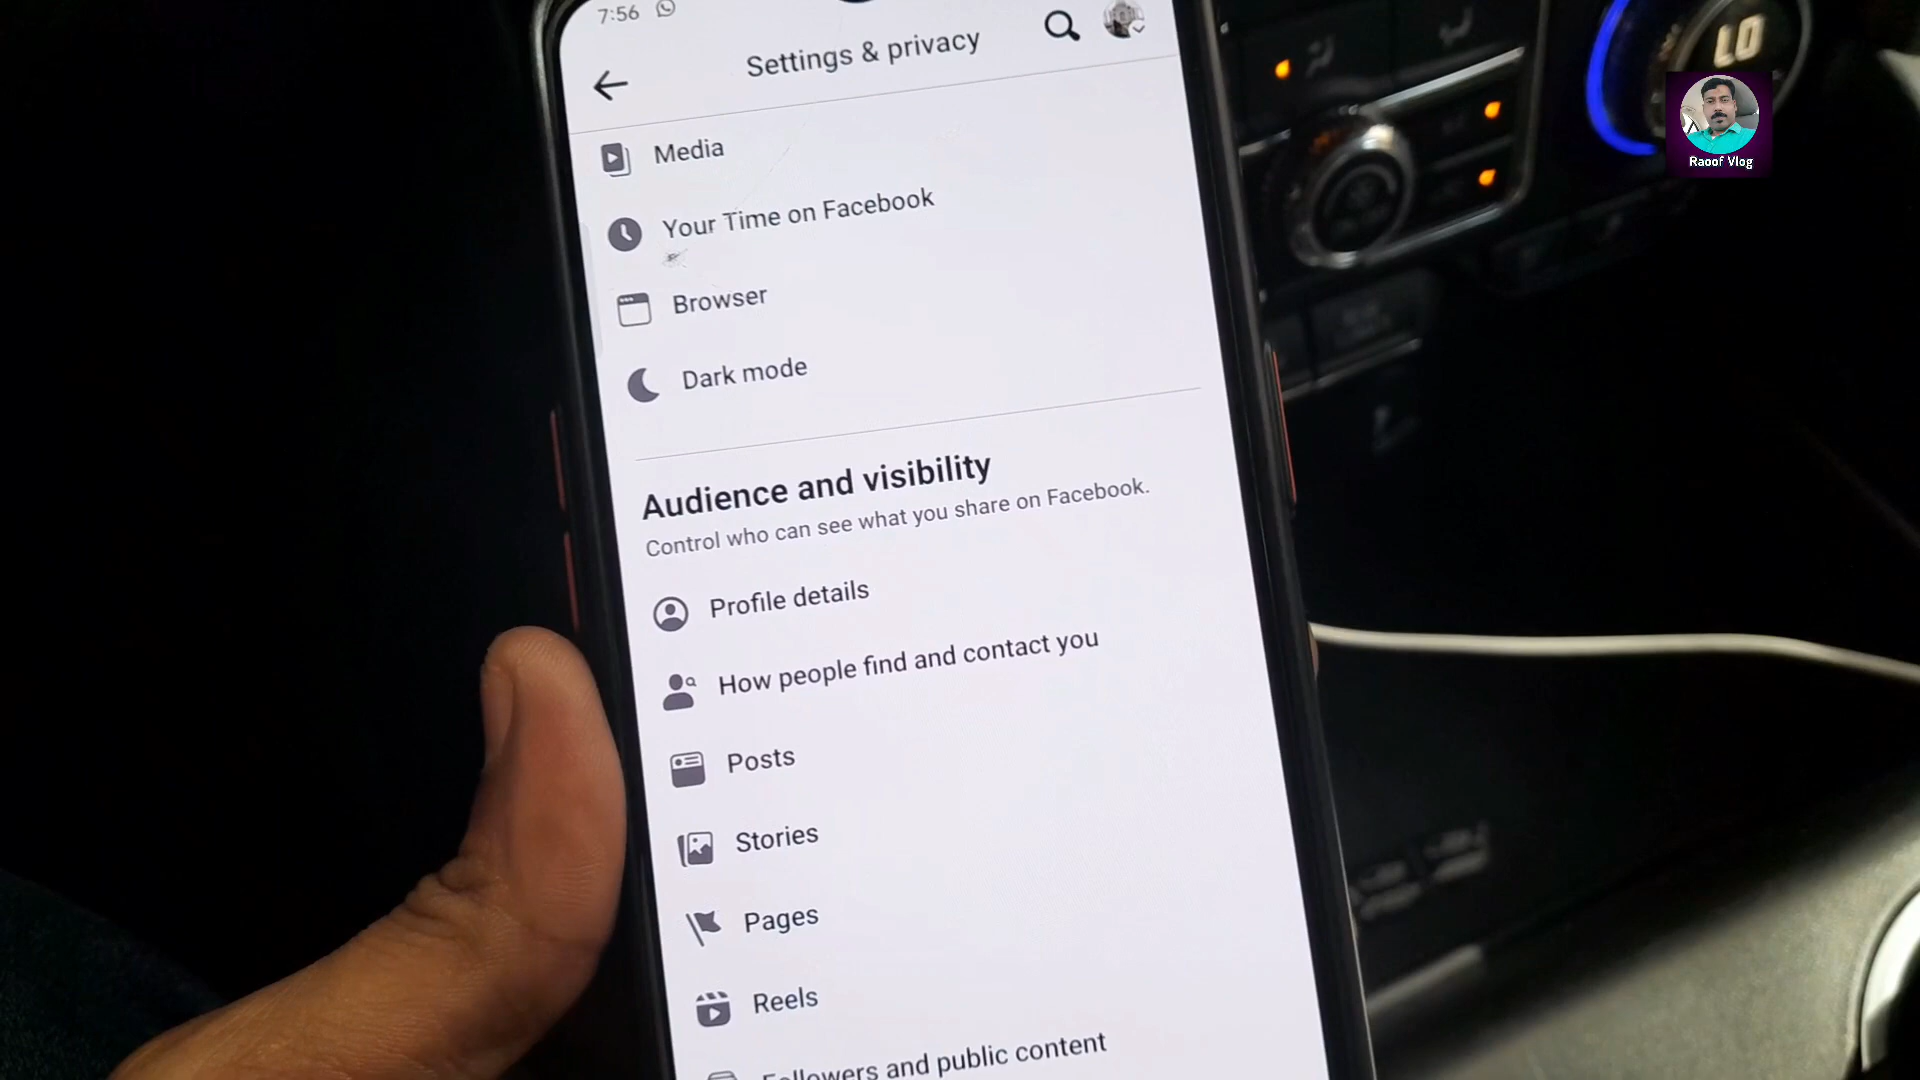 7:56
Settings & privacy
LO
Raoof Vlog
Media
Your Time on Facebook
Browser
Dark mode
Audience and visibility
Control who can see what you share on Facebook.
Profile details
How people find and contact you
Posts
Stories
Pages
Reels
Followers and public content